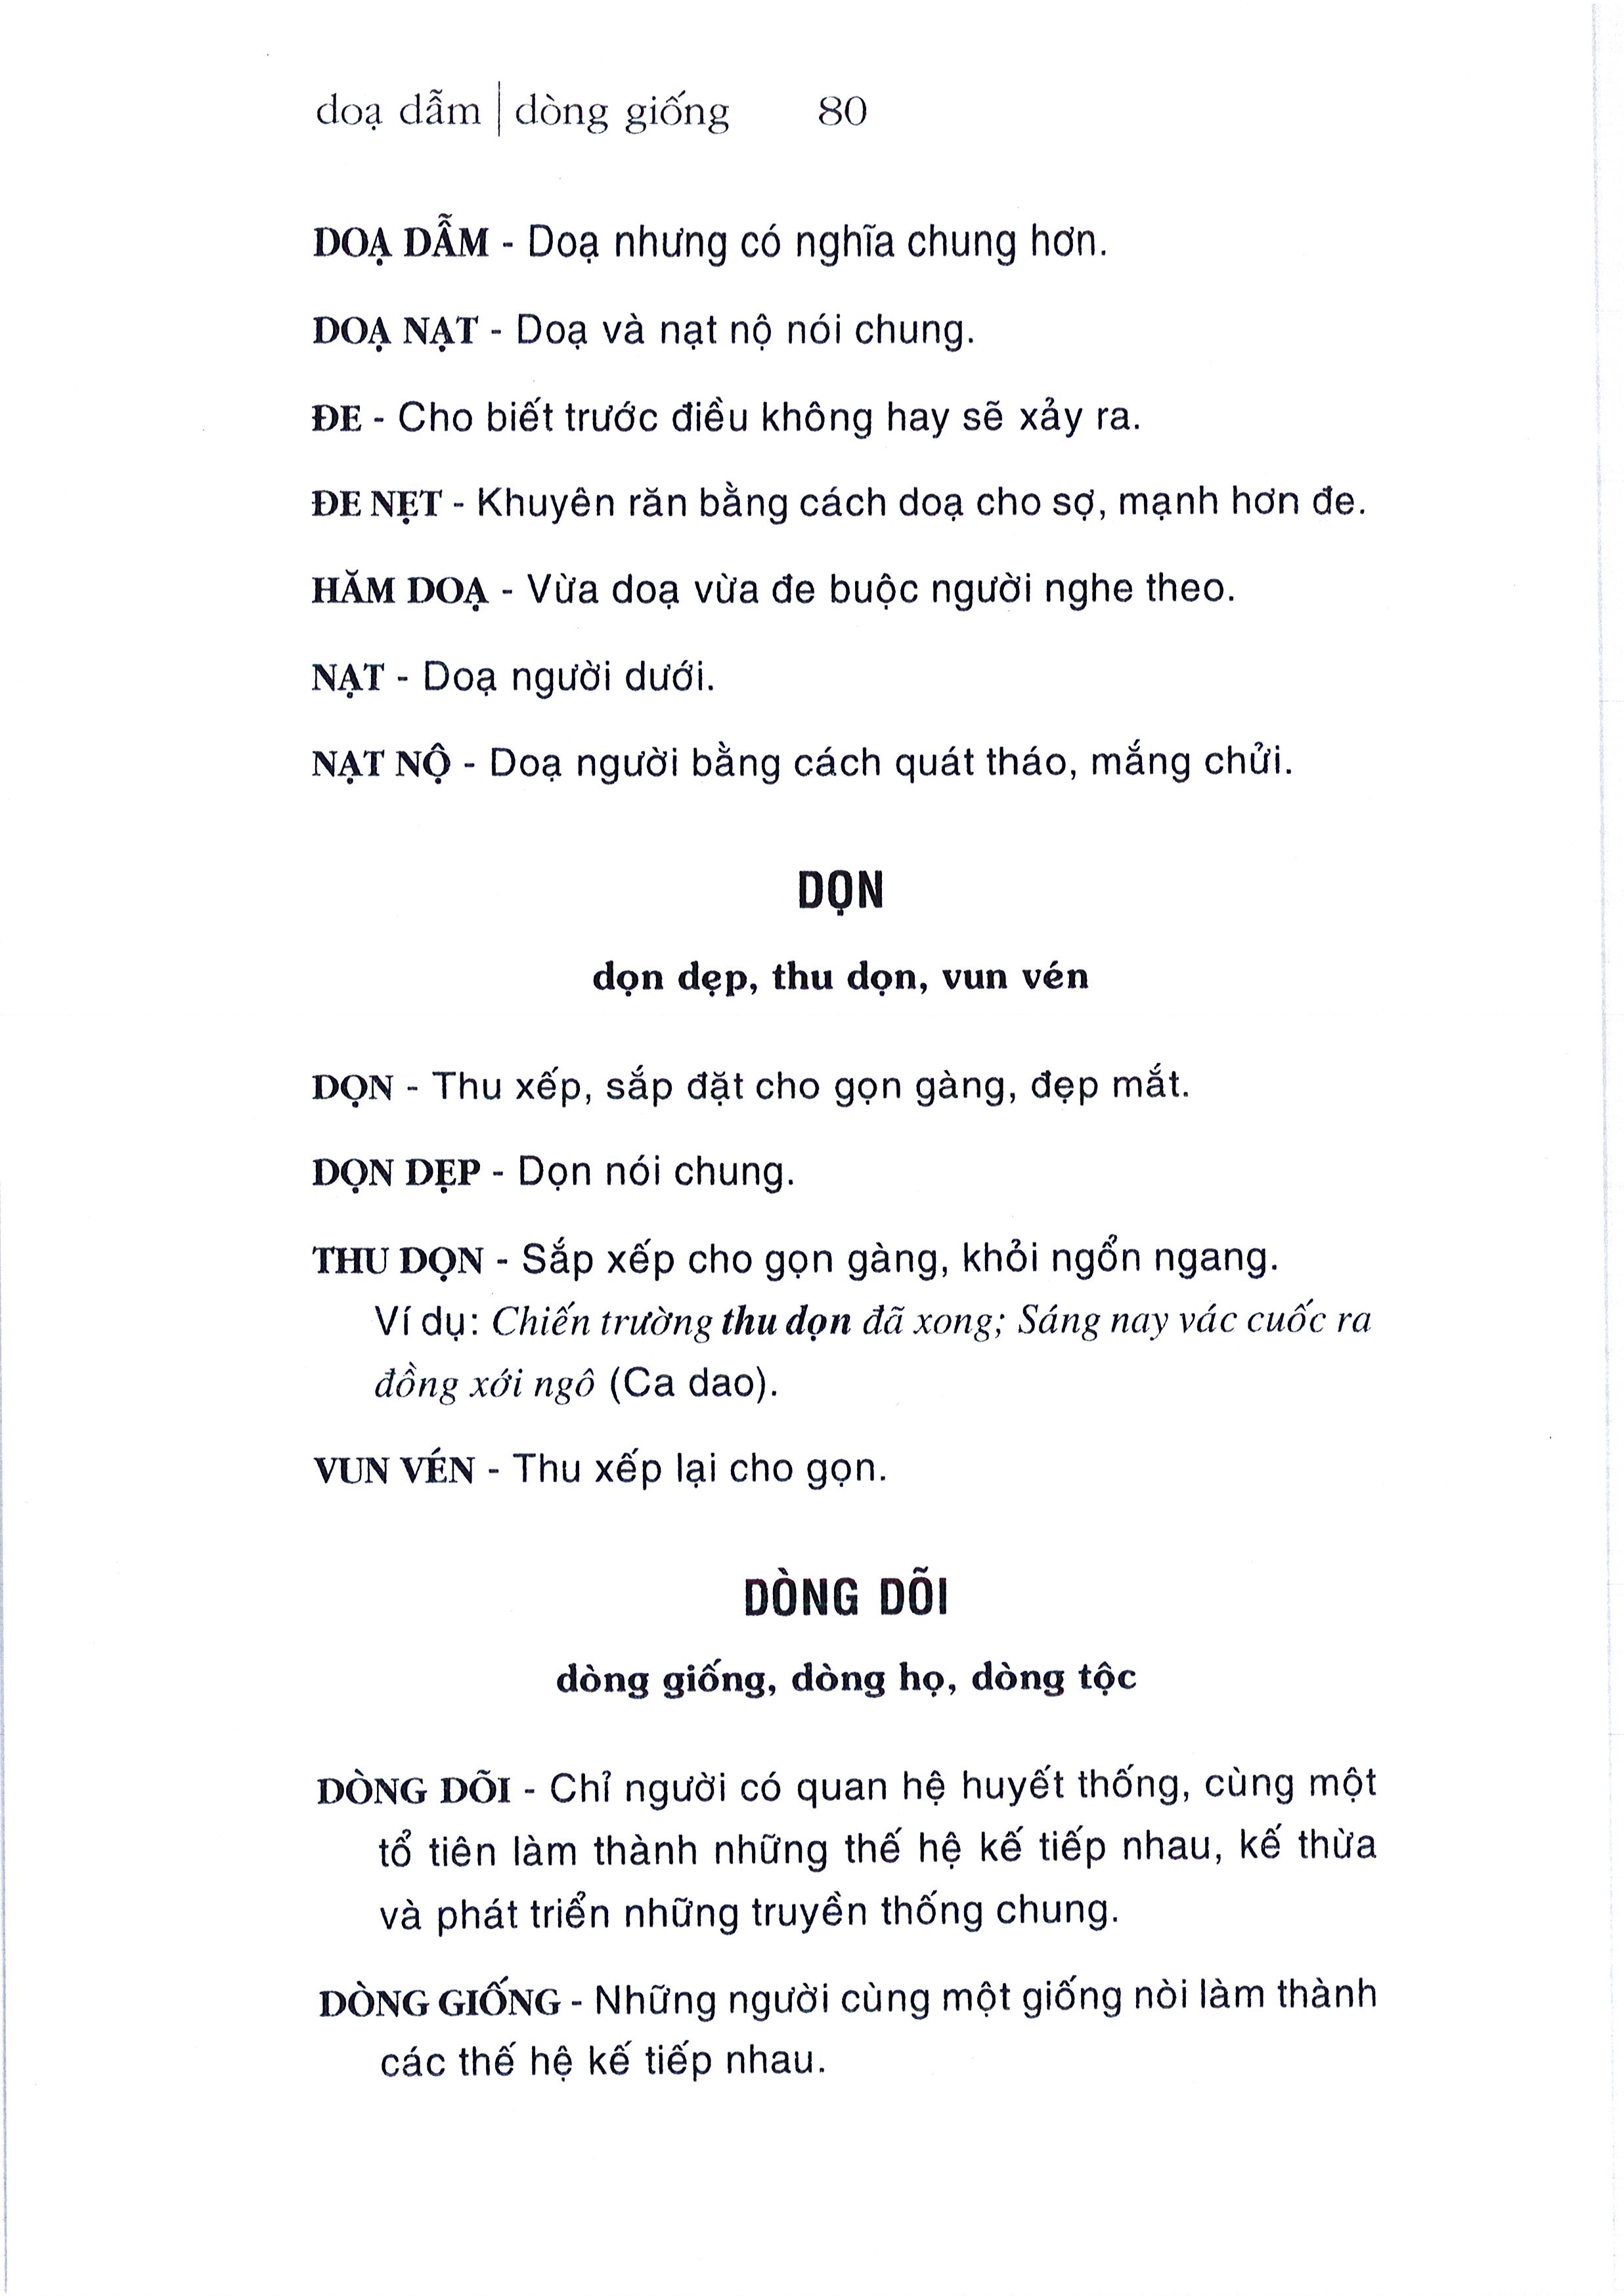 doạ dẫm | dòng giống 80
DOẠ DẪM - Doạ nhưng có nghĩa chung hơn.
DOẠ NẠT - Doạ và nạt nộ nói chung.
ĐE - Cho biết trước điều không hay sẽ xảy ra.
ĐE NẸT - Khuyên răn bằng cách doạ cho sợ, mạnh hơn đe.
HĂM DOẠ - Vừa doạ vừa đe buộc người nghe theo.
NẠT - Doạ người dưới.
NẠT NỘ - Doạ người bằng cách quát tháo, mắng chửi.
DỌN
dọn dẹp, thu dọn, vun vén
DỌN - Thu xếp, sắp đặt cho gọn gàng, đẹp mắt.
DỌN DẸP - Dọn nói chung.
THU DỌN - Sắp xếp cho gọn gàng, khỏi ngổn ngang.
Ví dụ: Chiến trường thu dọn đã xong; Sáng nay vác cuốc ra
đồng xới ngô (Ca dao).
VUN VÉN - Thu xếp lại cho gọn.
DÒNG DÕI
dòng giống, dòng họ, dòng tộc
DÒNG DÕI - Chỉ người có quan hệ huyết thống, cùng một
tổ tiên làm thành những thế hệ kế tiếp nhau, kế thừa
và phát triển những truyền thống chung.
DÒNG GIỐNG - Những người cùng một giống nòi làm thành
các thế hệ kế tiếp nhau.